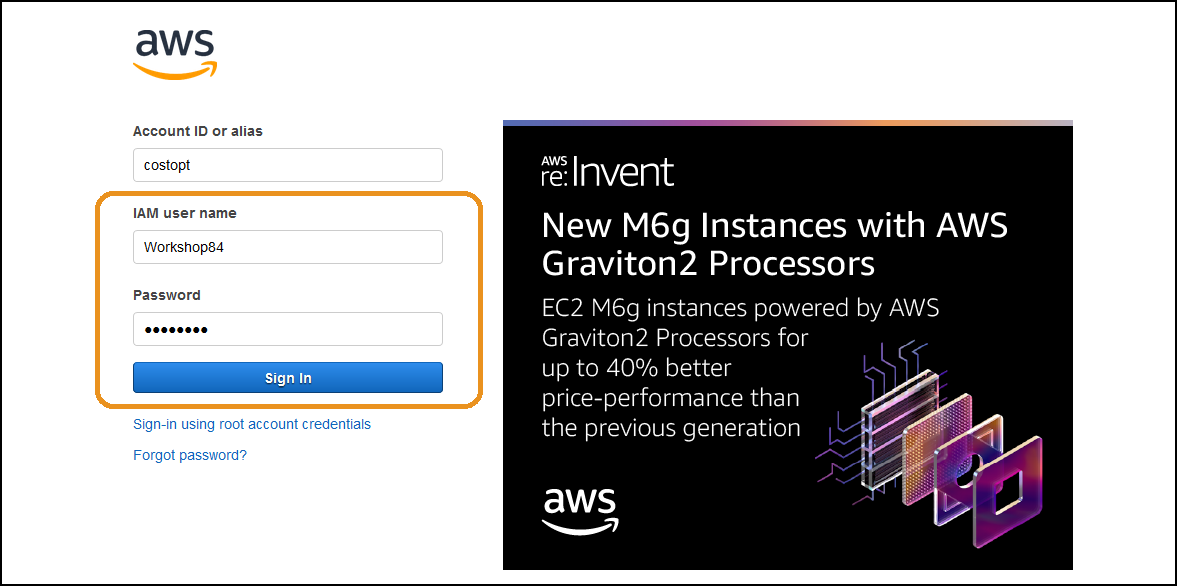 aws
Account ID or alias
costopt
IAM user name
Workshop84
Password
••••••••
Sign In
Sign-in using root account credentials
Forgot password?
AWS
re:Invent
New M6g Instances with AWS
Graviton2 Processors
EC2 M6g instances powered by AWS
Graviton2 Processors for
up to 40% better
price-performance than
the previous generation
aws